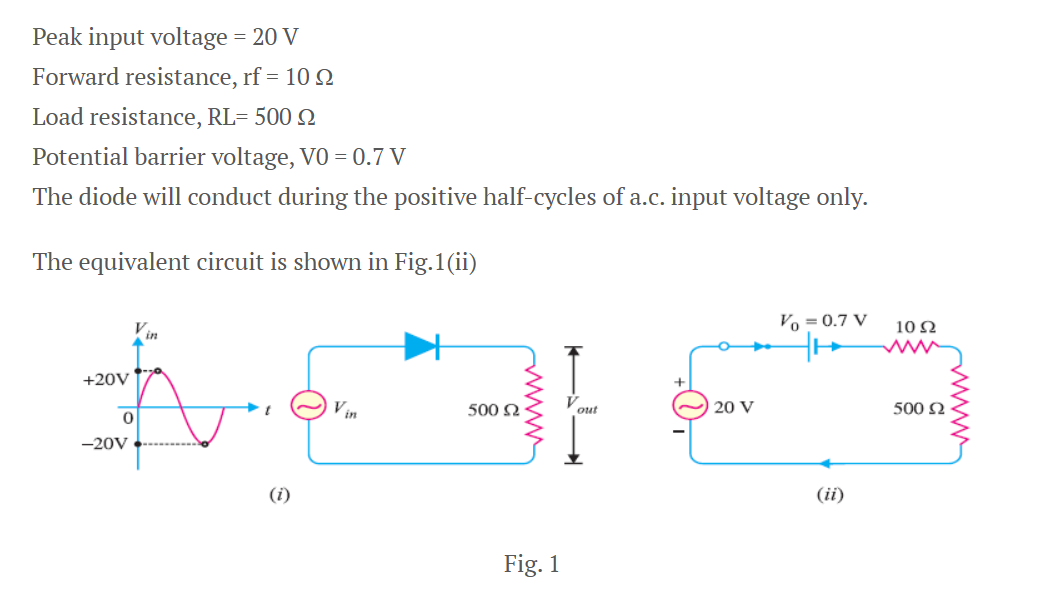 Peak input voltage = 20 V
Forward resistance, rf = 10 Ω
Load resistance, RL= 500 Ω
Potential barrier voltage, V0 = 0.7 V
The diode will conduct during the positive half-cycles of a.c. input voltage only.
The equivalent circuit is shown in Fig.1(ii)
Vin
+20V
0
−20V
t
Vin
500 Ω
Vout
(i)
V0 = 0.7 V
10 Ω
+
20 V
−
500 Ω
(ii)
Fig. 1